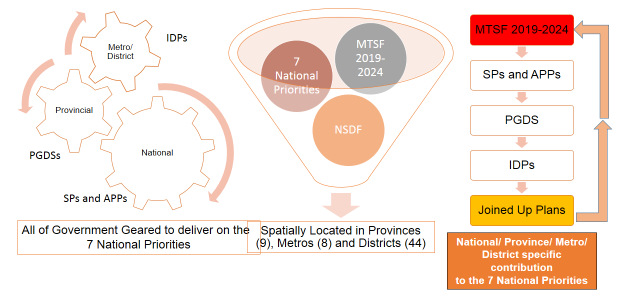 Metro/
District
IDPs
Provincial
PGDSs
National
SPs and APPs
All of Government Geared to deliver on the
7 National Priorities
7
National
Priorities
MTSF
2019-
2024
NSDF
Spatially Located in Provinces
(9), Metros (8) and Districts (44)
MTSF 2019-2024
SPs and APPs
PGDS
IDPs
Joined Up Plans
National/ Province/ Metro/
District specific
contribution
to the 7 National Priorities